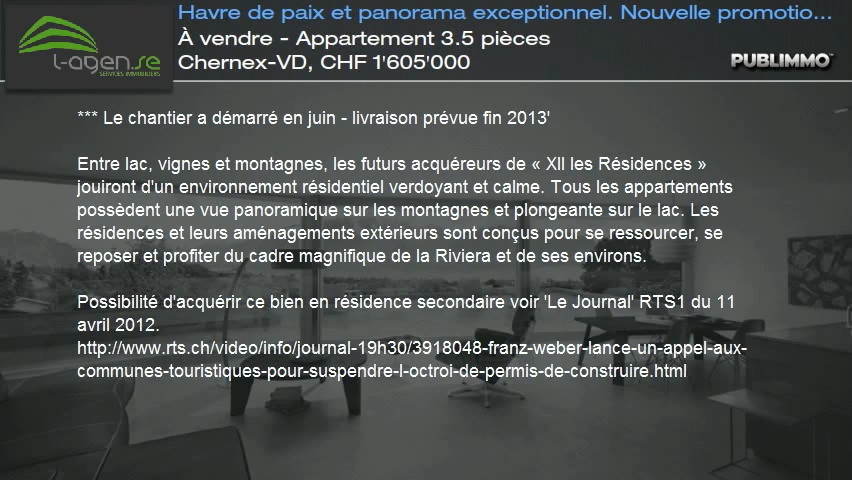 Havre de paix et panorama exceptionnel. Nouvelle promotio...
À vendre - Appartement 3.5 pièces
Chernex-VD, CHF 1'605'000
l-agen.se
SERVICES IMMOBILIERS
PUBLIMMO™
*** Le chantier a démarré en juin - livraison prévue fin 2013'
Entre lac, vignes et montagnes, les futurs acquéreurs de « XII les Résidences »
jouiront d'un environnement résidentiel verdoyant et calme. Tous les appartements
possèdent une vue panoramique sur les montagnes et plongeante sur le lac. Les
résidences et leurs aménagements extérieurs sont conçus pour se ressourcer, se
reposer et profiter du cadre magnifique de la Riviera et de ses environs.
Possibilité d'acquérir ce bien en résidence secondaire voir 'Le Journal' RTS1 du 11
avril 2012.
http://www.rts.ch/video/info/journal-19h30/3918048-franz-weber-lance-un-appel-aux-
communes-touristiques-pour-suspendre-l-octroi-de-permis-de-construire.html